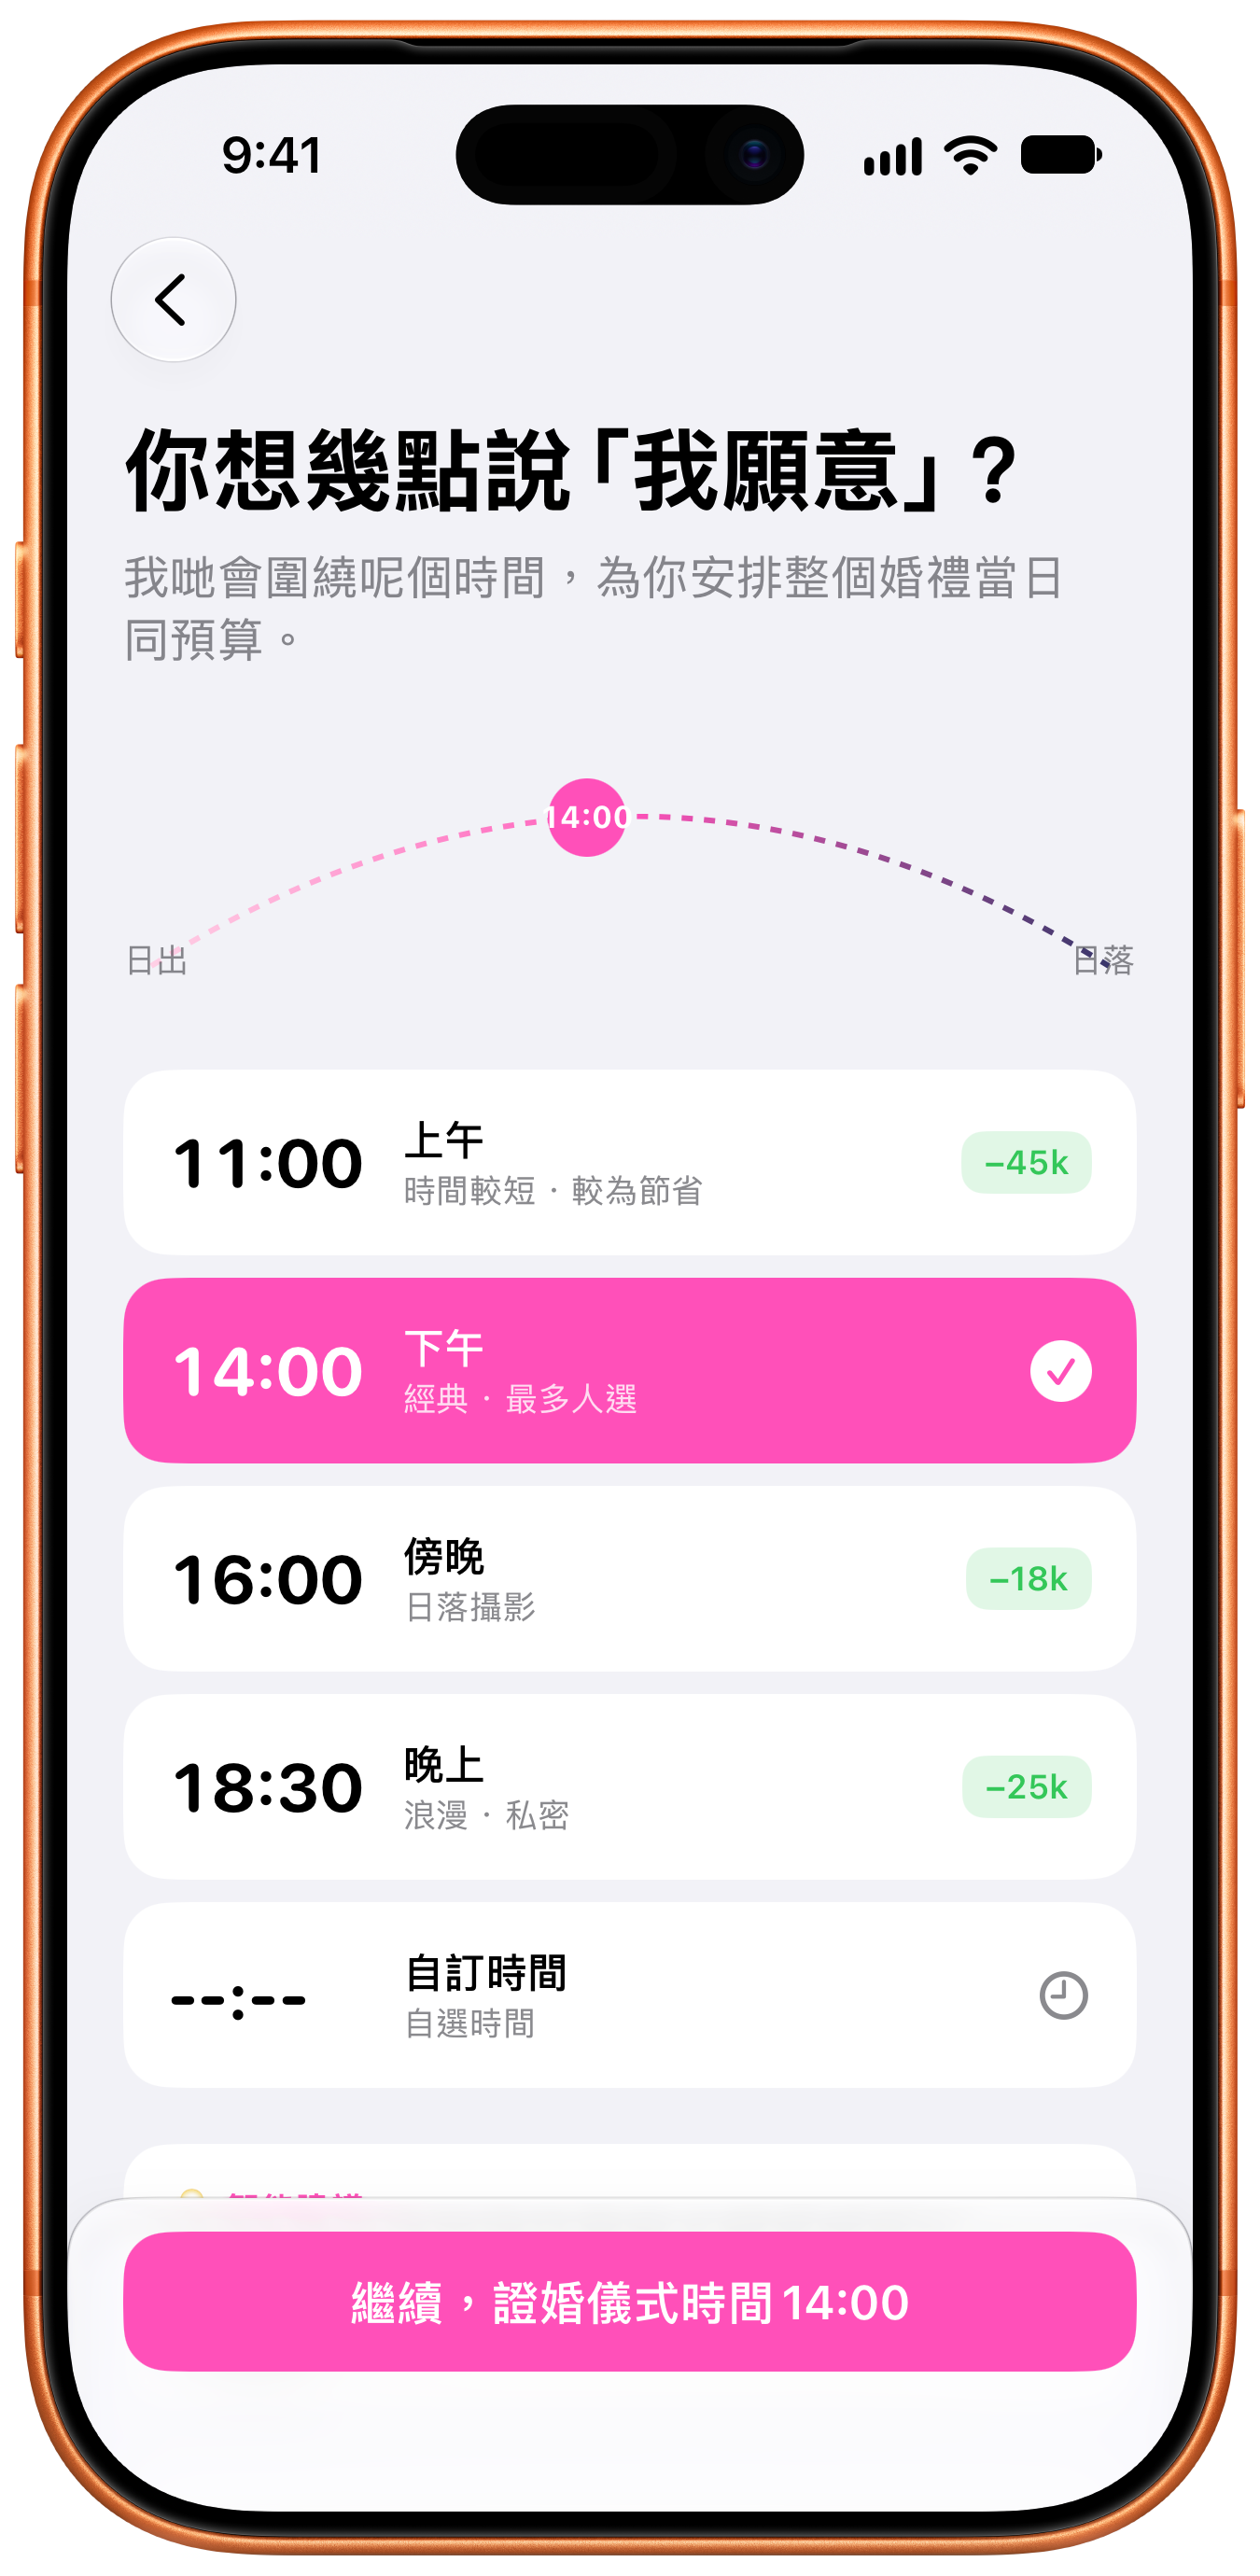 9:41
你想幾點說「我願意」?
我哋會圍繞呢個時間，為你安排整個婚禮當日
同預算。
14:00
日出
日落
11:00
上午
時間較短 · 較為節省
–45k
14:00
下午
經典 · 最多人選
16:00
傍晚
日落攝影
–18k
18:30
晚上
浪漫 · 私密
–25k
--:--
自訂時間
自選時間
繼續，證婚儀式時間 14:00